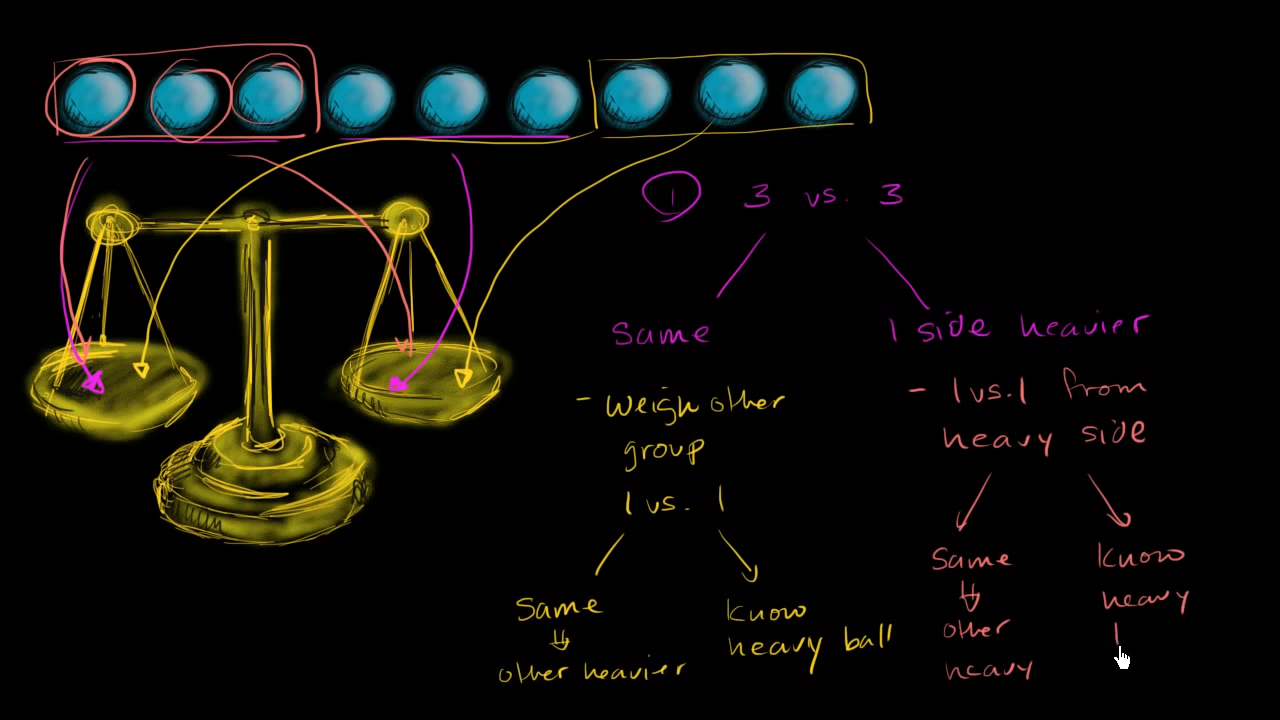 1 3 vs. 3
Same
1 side heavier
- Weigh other
group
1 vs. 1
Same
⇓
other heavier
Know
heavy ball
- 1 vs. 1 from
heavy side
Same
⇓
other
heavy
Know
heavy